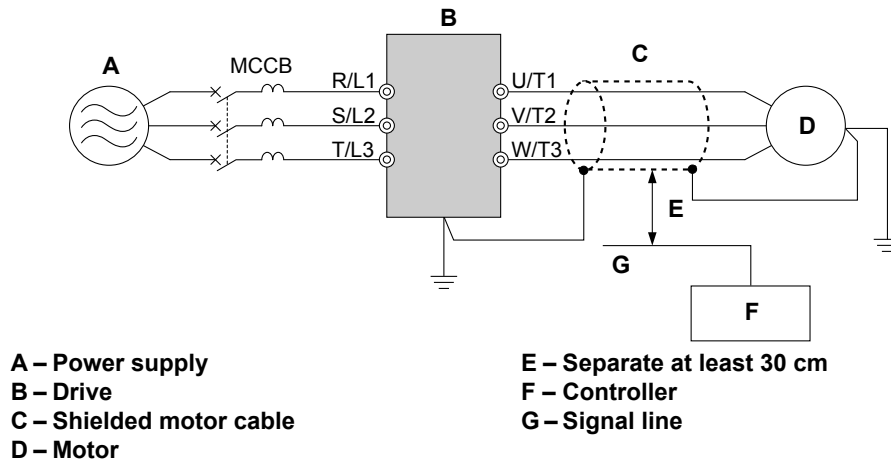 B
A
MCCB
C
R/L1
U/T1
S/L2
V/T2
D
T/L3
W/T3
E
G
F
A – Power supply
B – Drive
C – Shielded motor cable
D – Motor
E – Separate at least 30 cm
F – Controller
G – Signal line